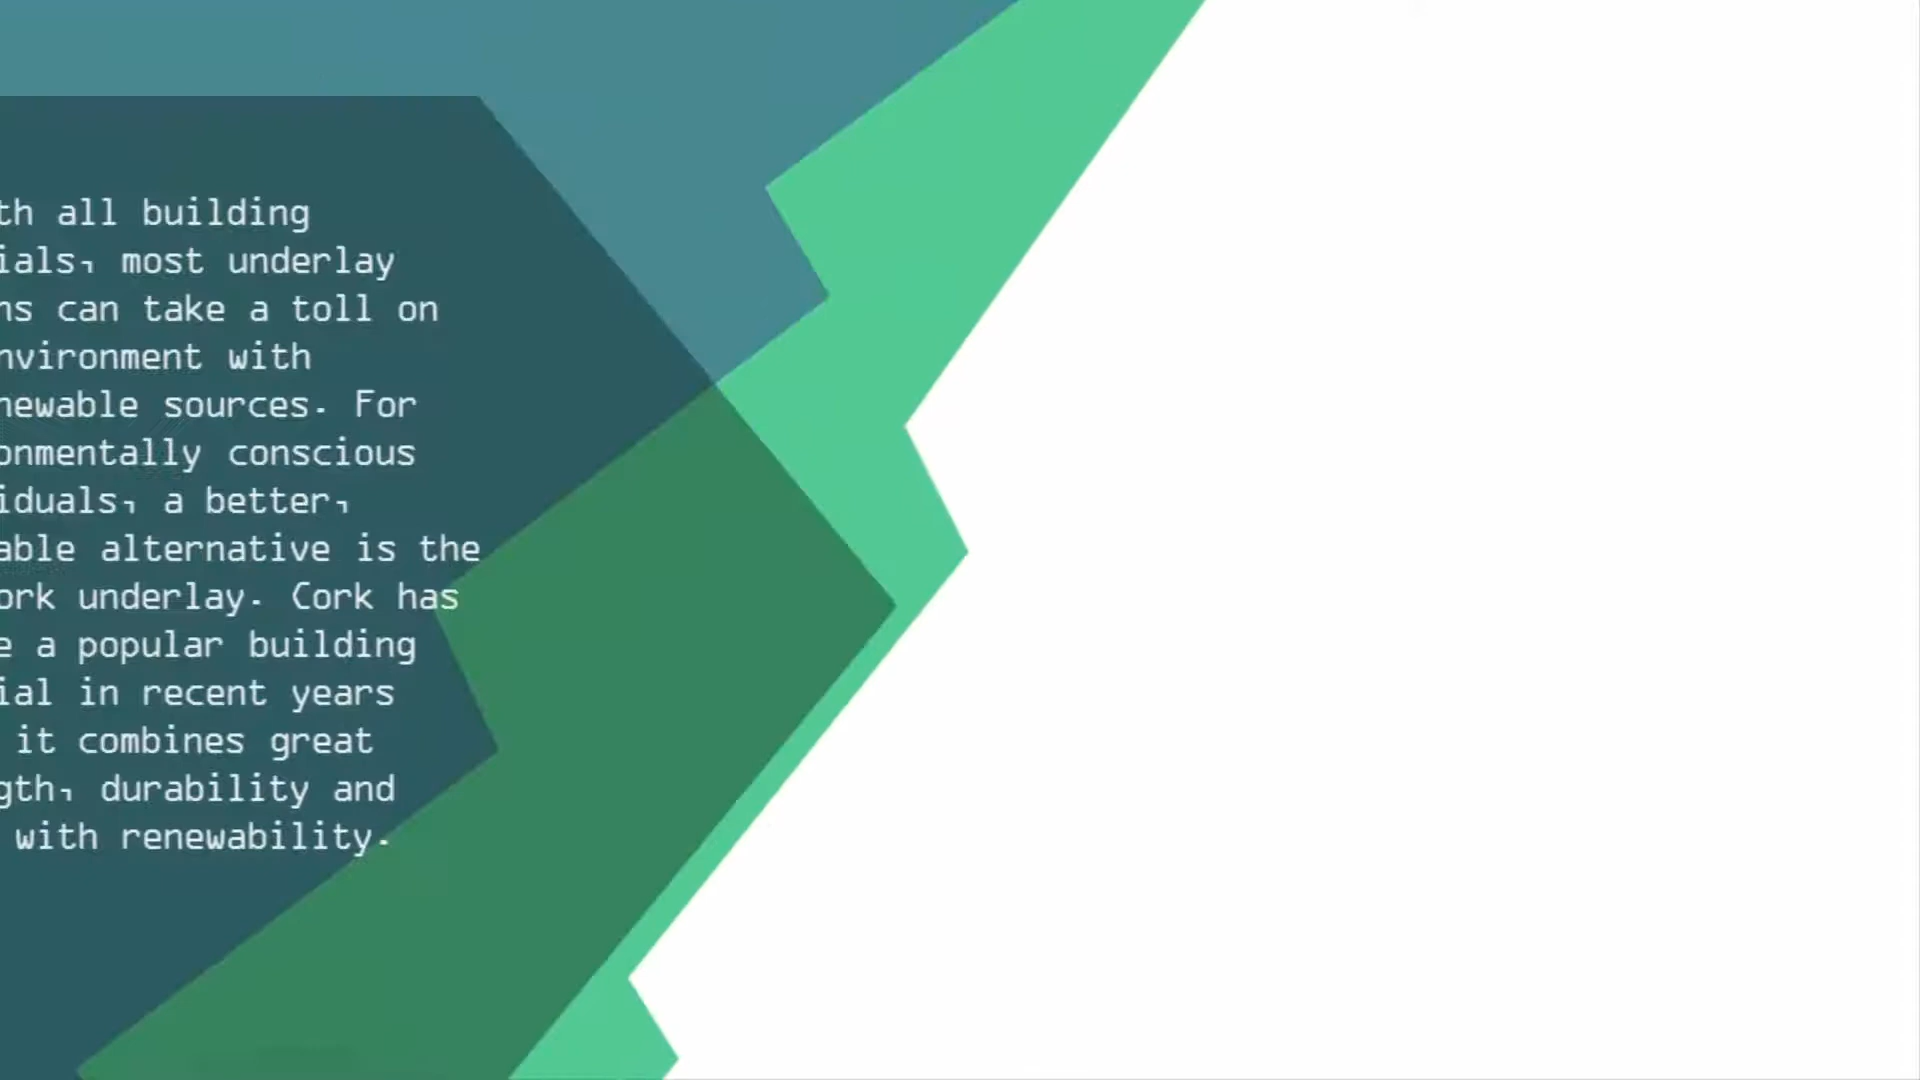 th all building
ials, most underlay
ns can take a toll on
nvironment with
newable sources. For
onmentally conscious
iduals, a better,
able alternative is the
ork underlay. Cork has
e a popular building
ial in recent years
it combines great
gth, durability and
with renewability.